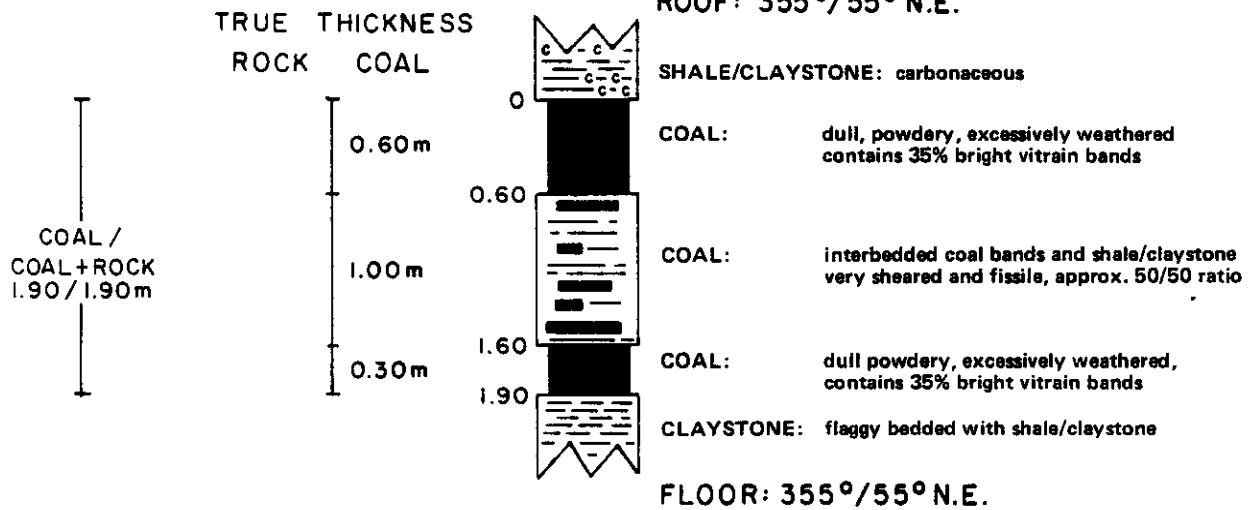 ROOF: 355°/55° N.E.
TRUE THICKNESS
ROCK COAL
SHALE/CLAYSTONE: carbonaceous
0
COAL: dull, powdery, excessively weathered
contains 35% bright vitrain bands
0.60m
0.60
COAL/
COAL+ROCK
1.90/1.90m
1.00m
COAL: interbedded coal bands and shale/claystone
very sheared and fissile, approx. 50/50 ratio
1.60
0.30m
COAL: dull powdery, excessively weathered,
contains 35% bright vitrain bands
1.90
CLAYSTONE: flaggy bedded with shale/claystone
FLOOR: 355°/55° N.E.